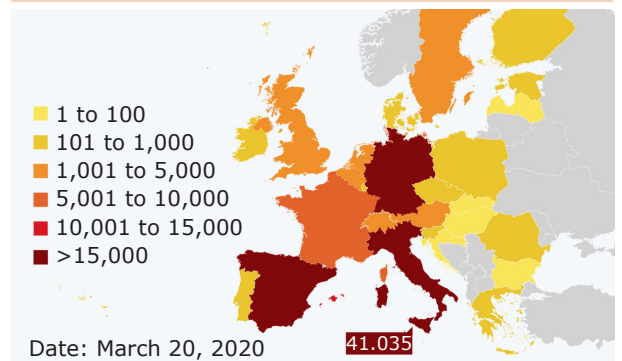 1 to 100
101 to 1,000
1,001 to 5,000
5,001 to 10,000
10,001 to 15,000
>15,000
Date: March 20, 2020
41.035